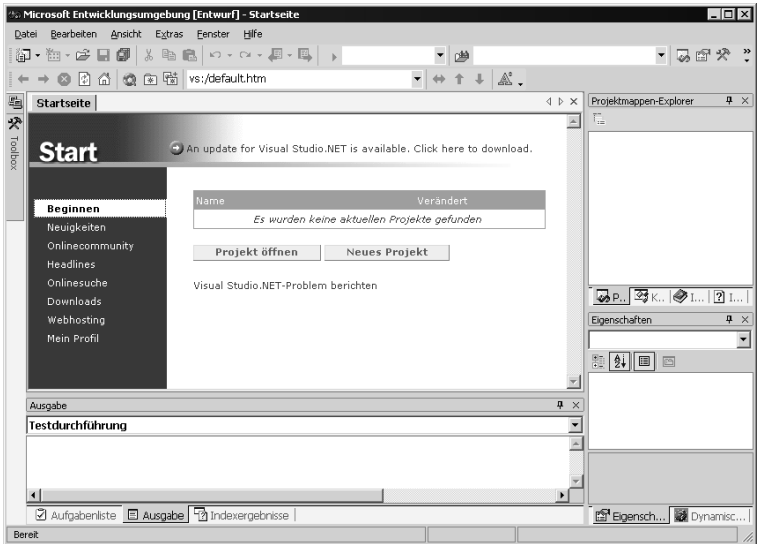 Microsoft Entwicklungsumgebung [Entwurf] - Startseite
Datei Bearbeiten Ansicht Extras Fenster Hilfe
vs:/default.htm
Startseite
Projektmappen-Explorer
Toolbox
Start
An update for Visual Studio.NET is available. Click here to download.
Beginnen
Neuigkeiten
Onlinecommunity
Headlines
Onlinesuche
Downloads
Webhosting
Mein Profil
Name Verändert
Es wurden keine aktuellen Projekte gefunden
Projekt öffnen Neues Projekt
Visual Studio.NET-Problem berichten
P.. K.. I... I...
Eigenschaften
Ausgabe
Testdurchführung
Aufgabenliste Ausgabe Indexergebnisse
Eigensch... Dynamisc...
Bereit